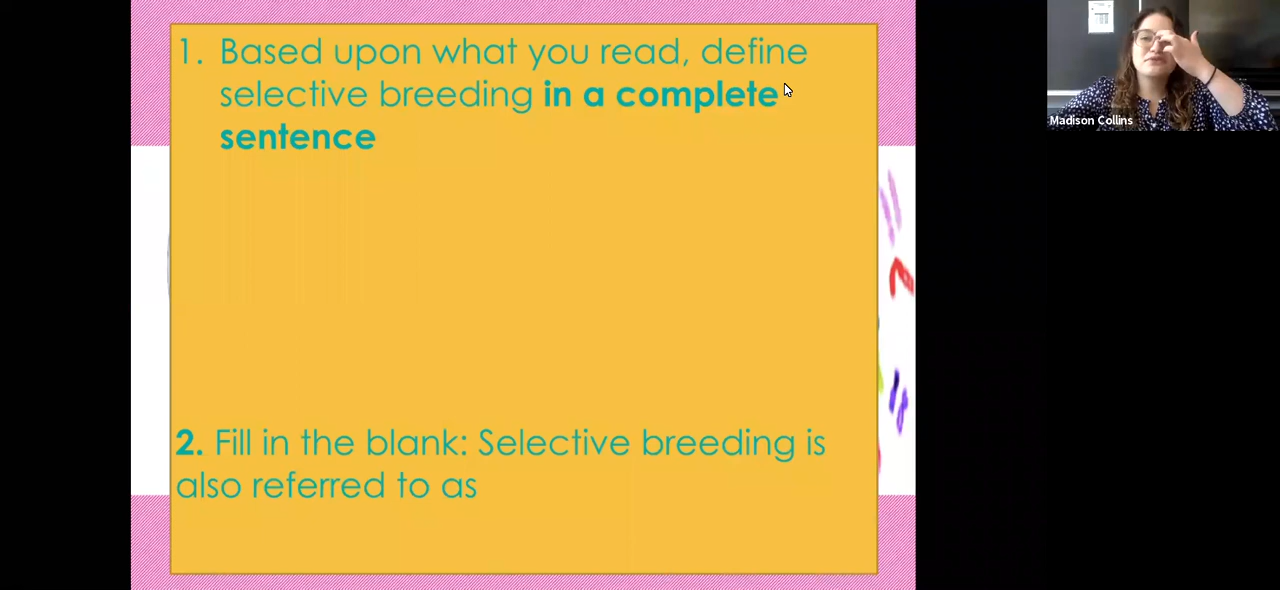 1. Based upon what you read, define
selective breeding in a complete
sentence
2. Fill in the blank: Selective breeding is
also referred to as
Madison Collins